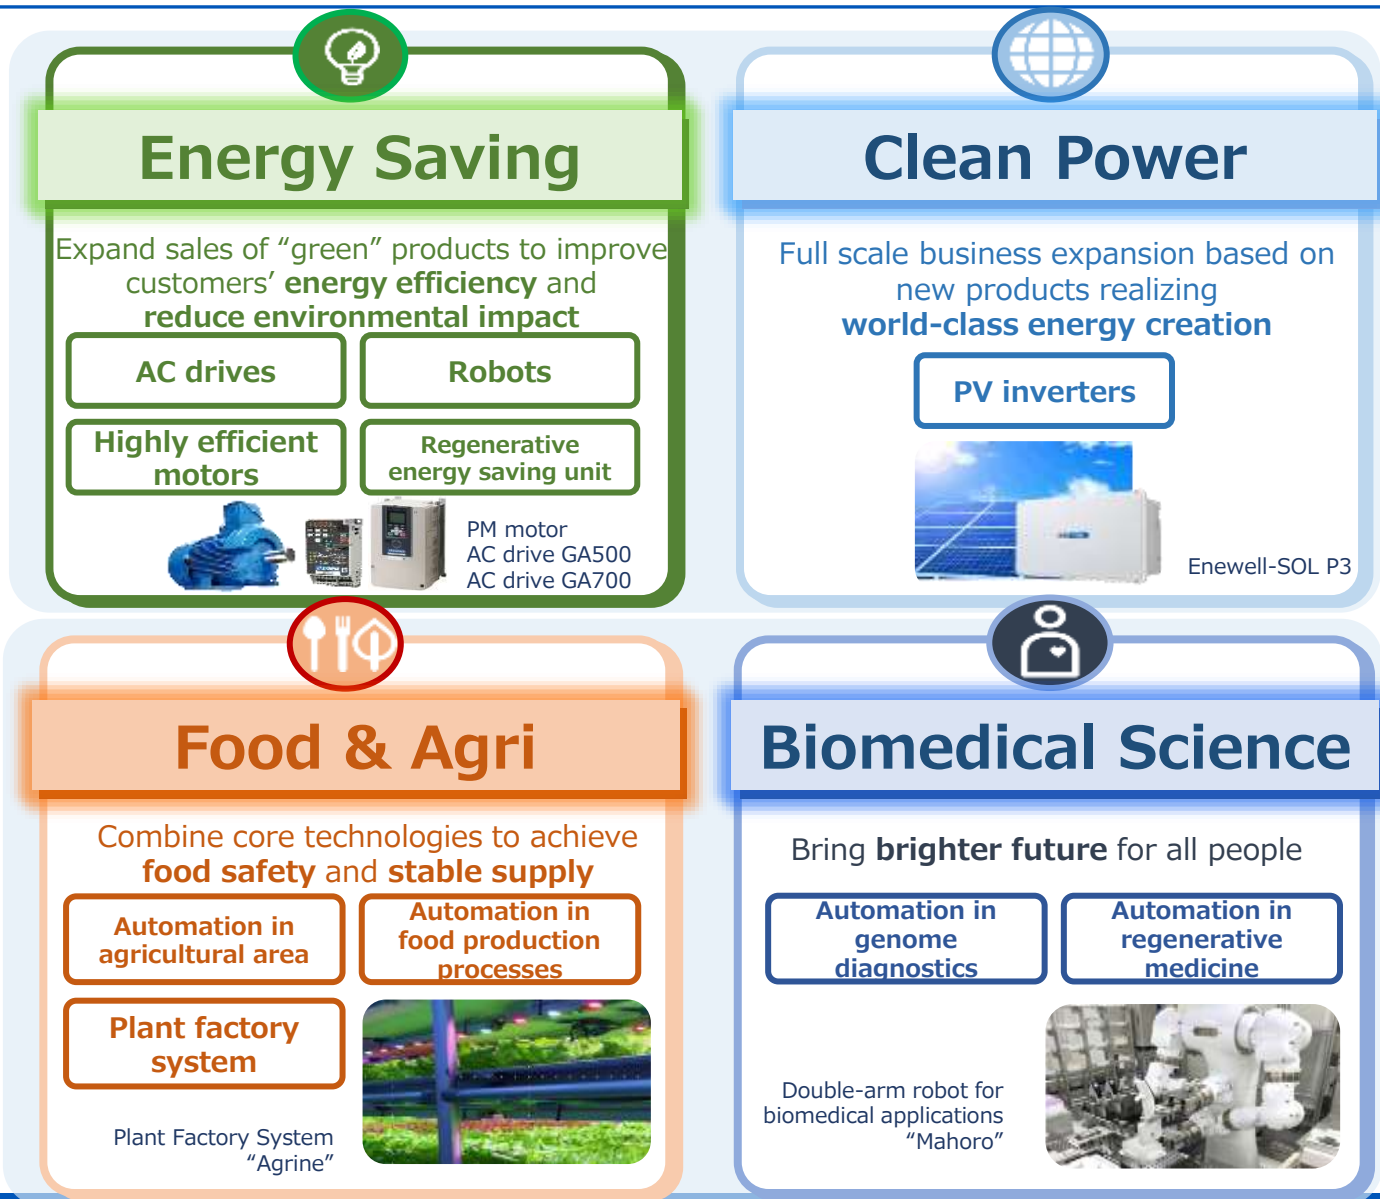 Energy Saving
Expand sales of “green” products to improve
customers’ energy efficiency and
reduce environmental impact
AC drives
Robots
Highly efficient
motors
Regenerative
energy saving unit
PM motor
AC drive GA500
AC drive GA700
Clean Power
Full scale business expansion based on
new products realizing
world-class energy creation
PV inverters
Enewell-SOL P3
Food & Agri
Combine core technologies to achieve
food safety and stable supply
Automation in
agricultural area
Automation in
food production
processes
Plant factory
system
Plant Factory System
“Agrine”
Biomedical Science
Bring brighter future for all people
Automation in
genome
diagnostics
Automation in
regenerative
medicine
Double-arm robot for
biomedical applications
“Mahoro”